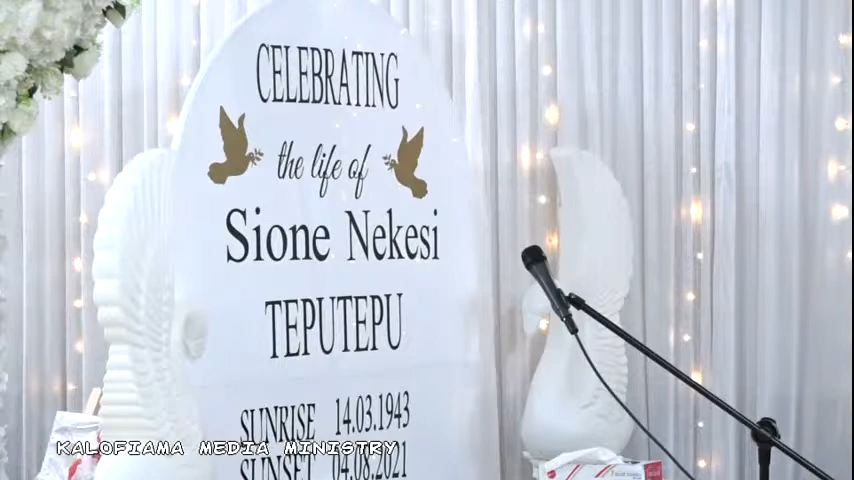 CELEBRATING
the life of
Sione Nekesi
TEPUTEPU
SUNRISE 14.03.1943
SUNSET 04.08.2021
KALOFIAMA MEDIA MINISTRY